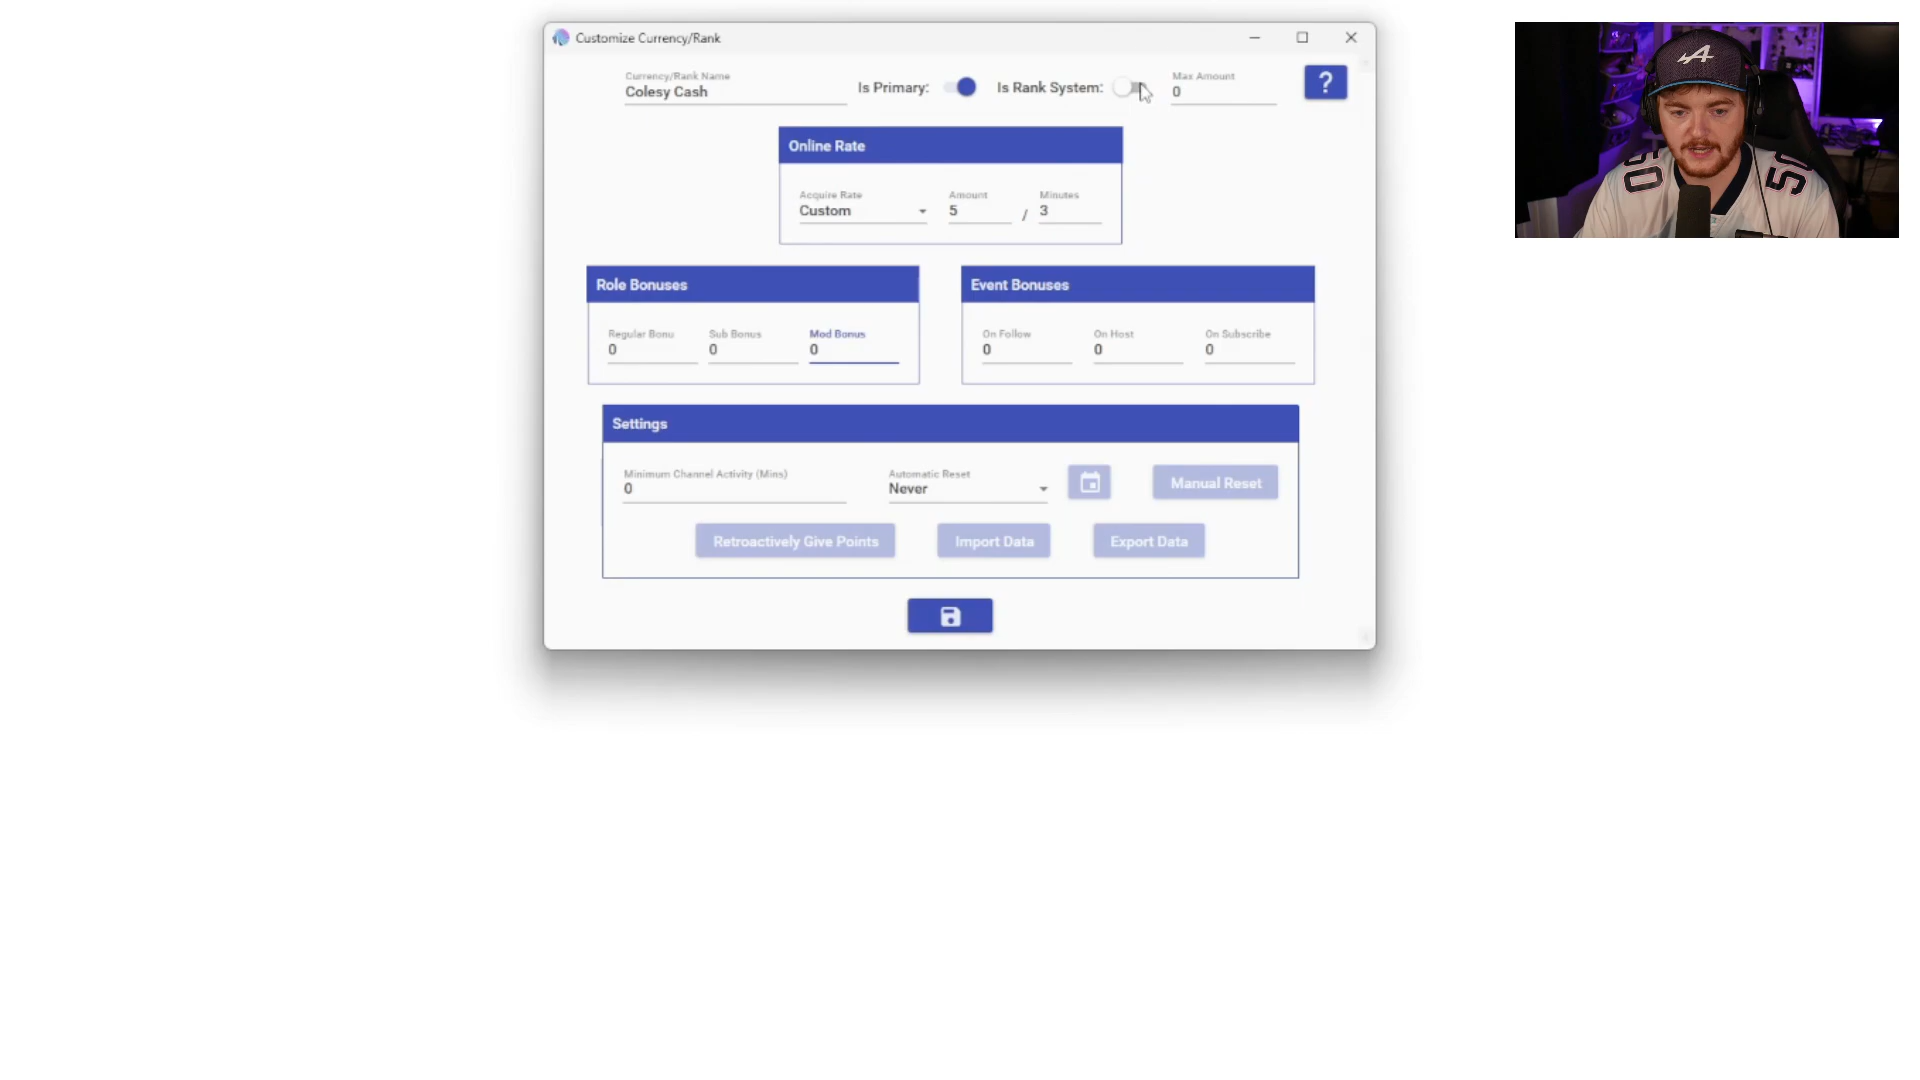 Customize Currency/Rank
Currency/Rank Name
Colesy Cash
Is Primary:
Is Rank System:
Max Amount
0
?
Online Rate
Acquire Rate
Custom
Amount
5
/
Minutes
3
Role Bonuses
Regular Bonu
0
Sub Bonus
0
Mod Bonus
0
Event Bonuses
On Follow
0
On Host
0
On Subscribe
0
Settings
Minimum Channel Activity (Mins)
0
Automatic Reset
Never
Manual Reset
Retroactively Give Points
Import Data
Export Data
50
50